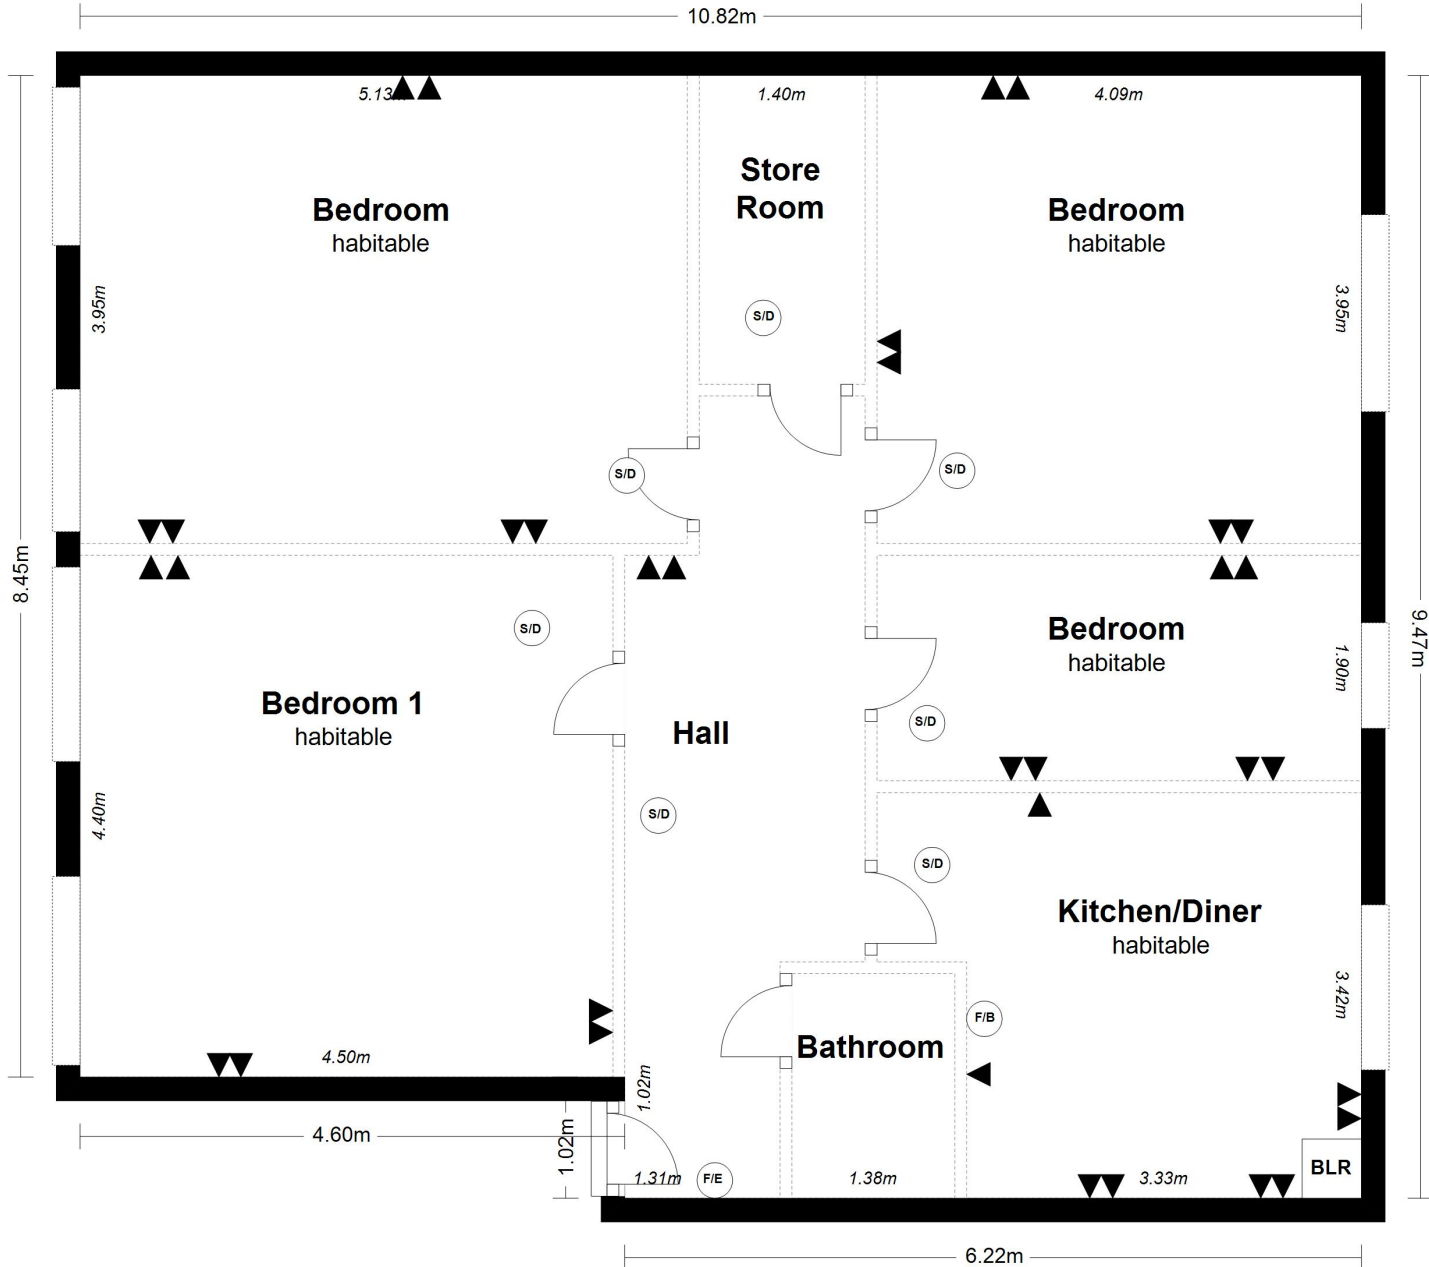 10.82m
5.13m
1.40m
4.09m
Store
Room
Bedroom
habitable
Bedroom
habitable
3.95m
S/D
3.95m
S/D
S/D
8.45m
S/D
Bedroom
habitable
9.47m
1.90m
Bedroom 1
habitable
Hall
S/D
4.40m
S/D
S/D
Kitchen/Diner
habitable
3.42m
F/B
Bathroom
4.50m
1.02m
4.60m
1.02m
1.31m
F/E
1.38m
3.33m
BLR
6.22m